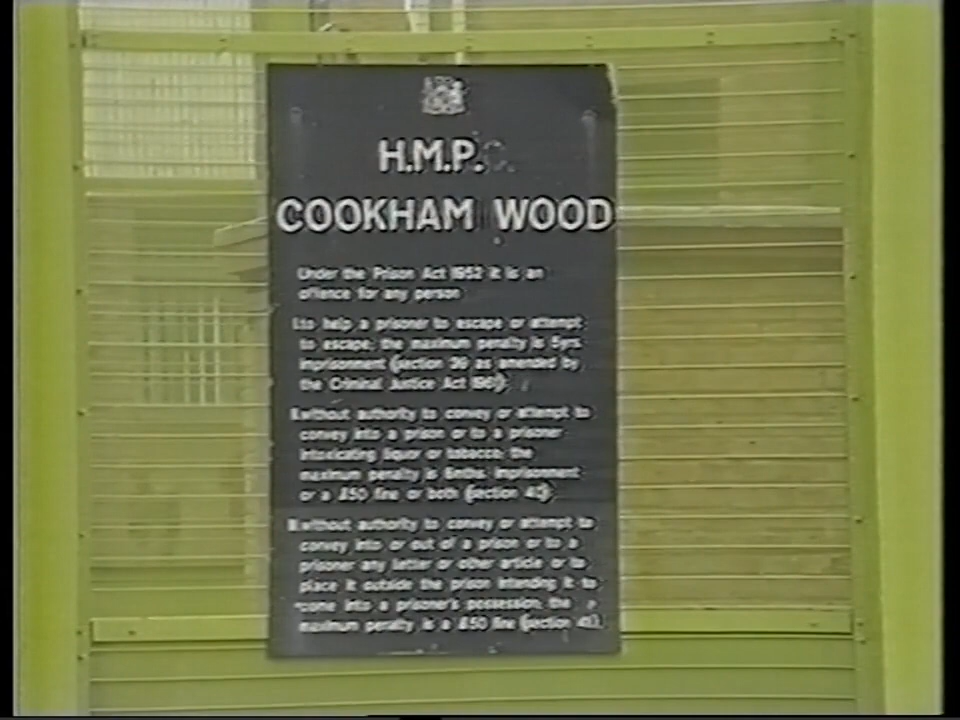 H.M.P.
COOKHAM WOOD
Under the Prison Act 1952 it is an
offence for any person
to help a prisoner to escape or attempt
to escape; the maximum penalty is 5yrs
imprisonment (section 39 as amended by
the Criminal Justice Act 1961)
without authority to convey or attempt to
convey into a prison or to a prisoner
intoxicating liquor or tobacco; the
maximum penalty is 6mths imprisonment
or a £50 fine or both (section 40)
without authority to convey or attempt to
convey into or out of a prison or to a
prisoner any letter or other article or to
place it outside the prison intending it to
come into a prisoner's possession; the
maximum penalty is a £50 fine (section 41).